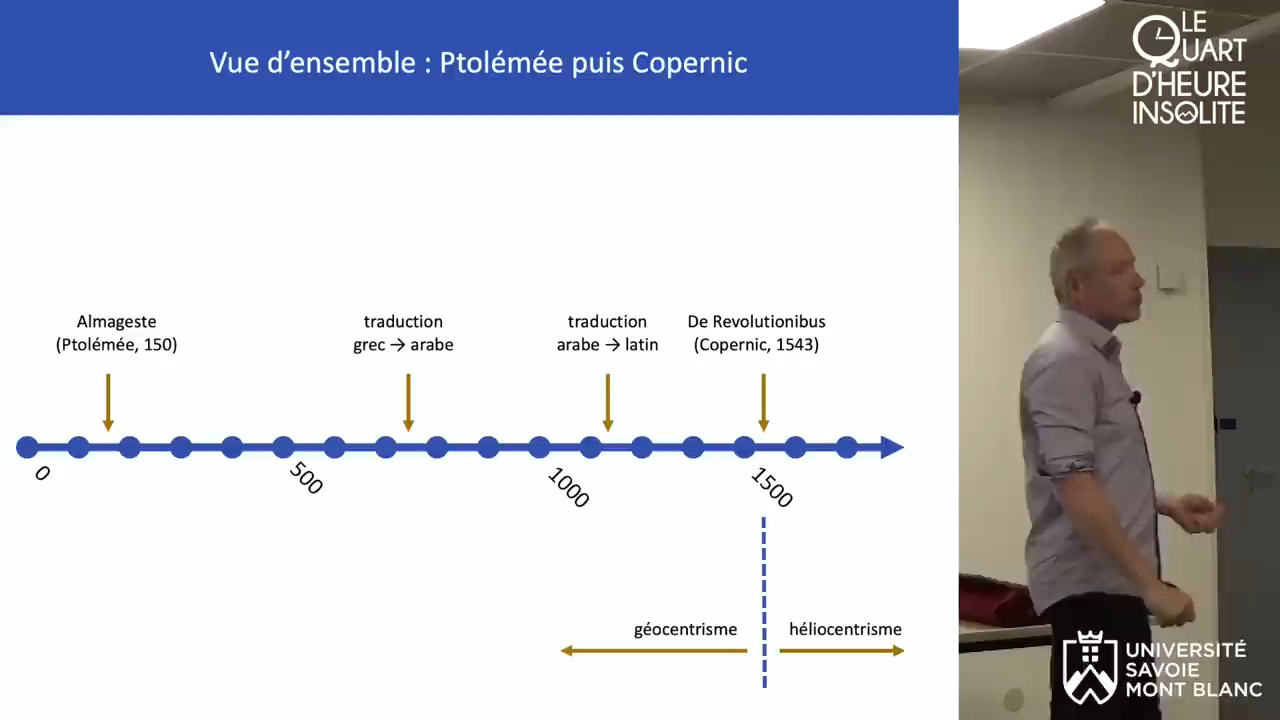 Vue d'ensemble : Ptolémée puis Copernic
LE
QUART
D'HEURE
INSOLITE
Almageste
(Ptolémée, 150)
traduction
grec → arabe
traduction
arabe → latin
De Revolutionibus
(Copernic, 1543)
0
500
1000
1500
géocentrisme
héliocentrisme
UNIVERSITÉ
SAVOIE
MONT BLANC